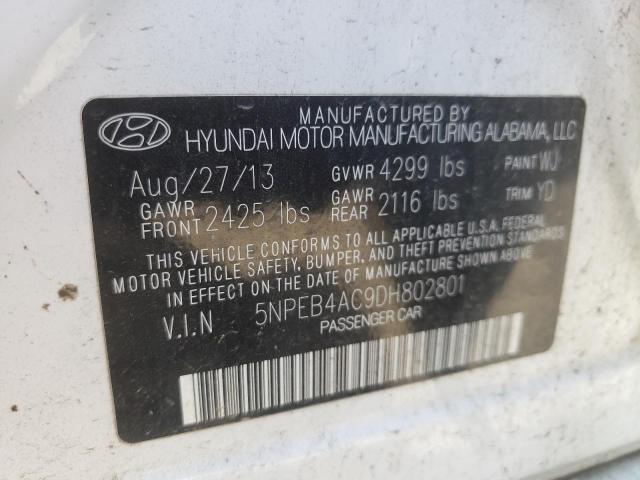 MANUFACTURED BY
HYUNDAI MOTOR MANUFACTURING ALABAMA, LLC
Aug/27/13 GVWR 4299 lbs PAINT WJ
GAWR FRONT 2425 lbs GAWR REAR 2116 lbs TRIM YD
THIS VEHICLE CONFORMS TO ALL APPLICABLE U.S.A. FEDERAL
MOTOR VEHICLE SAFETY, BUMPER, AND THEFT PREVENTION STANDARDS
IN EFFECT ON THE DATE OF MANUFACTURE SHOWN ABOVE.
V.I.N 5NPEB4AC9DH802801
PASSENGER CAR